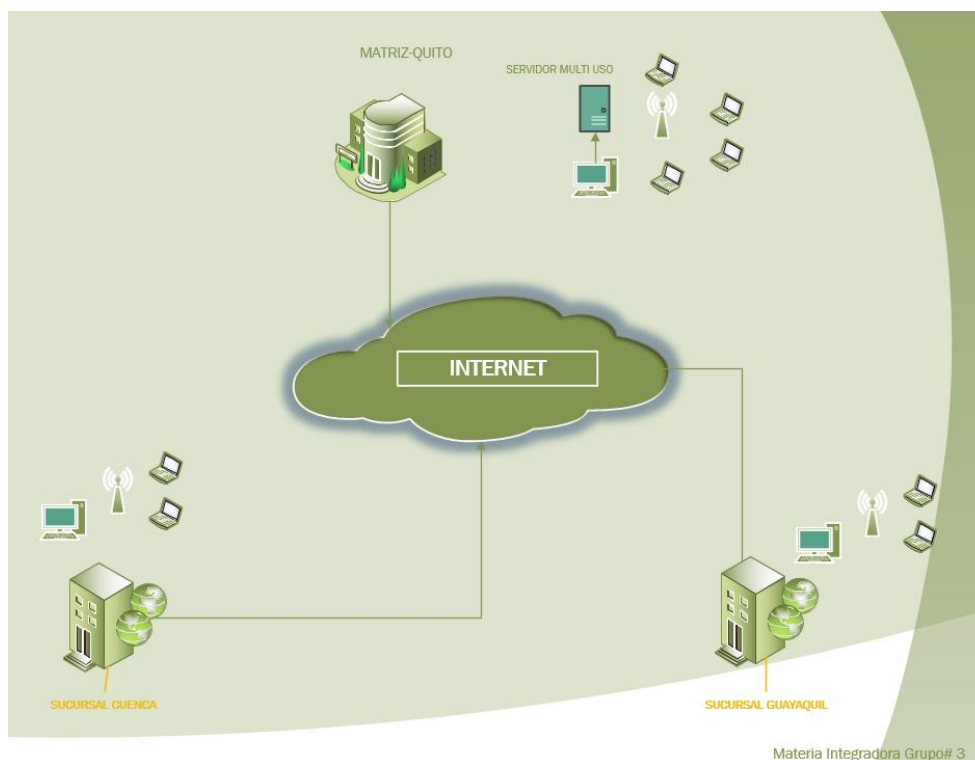 MATRIZ-QUITO
SERVIDOR MULTI USO
INTERNET
SUCURSAL CUENCA
SUCURSAL GUAYAQUIL
Materia Integradora Grupo# 3